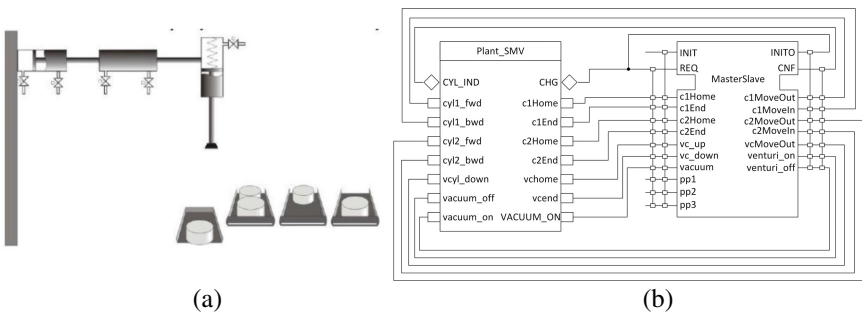 Plant_SMV
CYL_IND
CHG
cyl1_fwd
c1Home
cyl1_bwd
c1End
cyl2_fwd
c2Home
cyl2_bwd
c2End
vcyl_down
vchome
vacuum_off
vcend
vacuum_on
VACUUM_ON
INIT
INITO
REQ
CNF
MasterSlave
c1Home
c1MoveOut
c1End
c1MoveIn
c2Home
c2MoveOut
c2End
c2MoveIn
vc_up
vcMoveOut
vc_down
venturi_on
vacuum
venturi_off
pp1
pp2
pp3
(a)
(b)